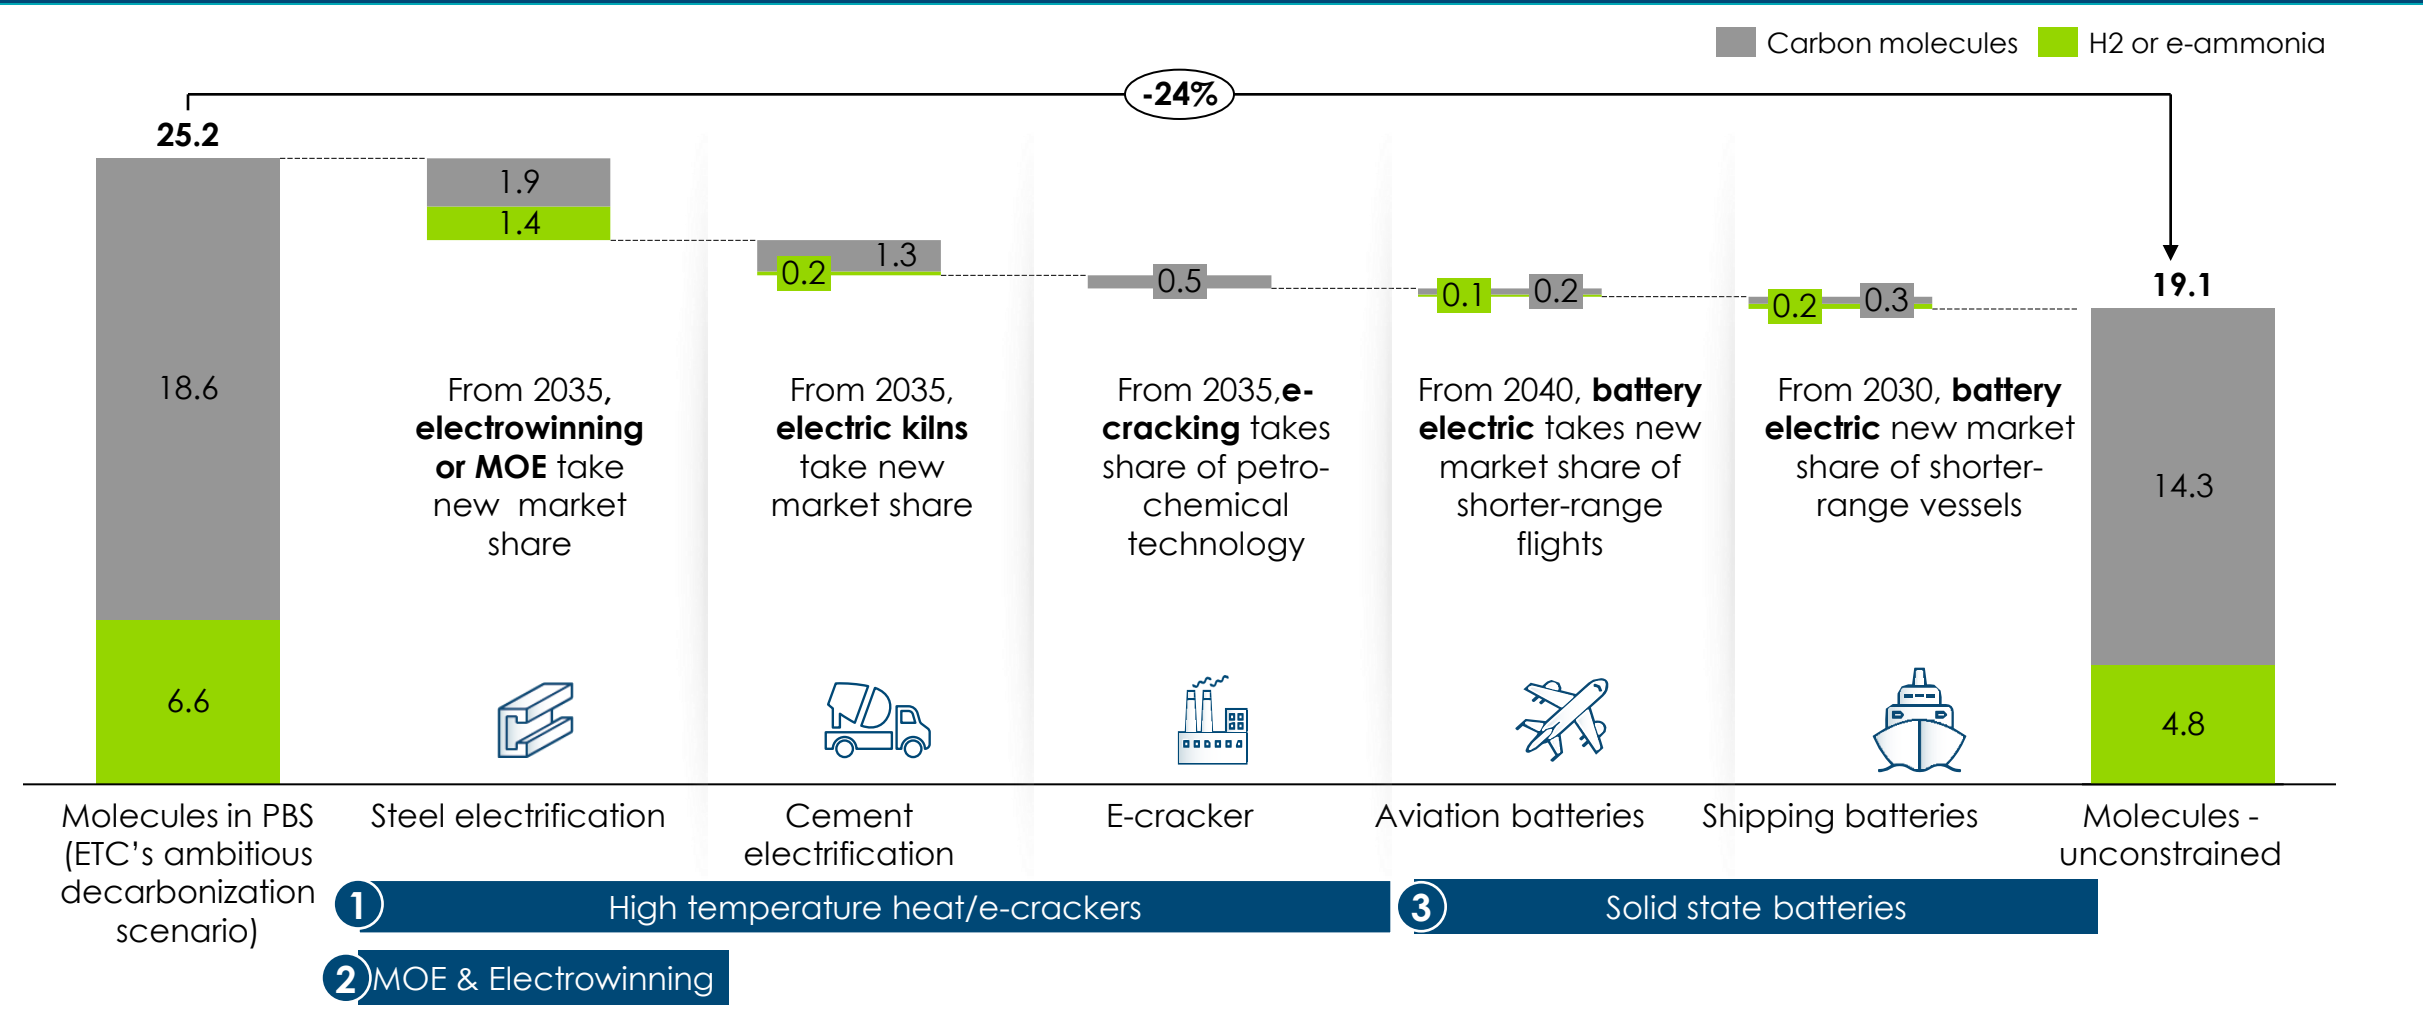 Carbon molecules
H2 or e-ammonia
-24%
25.2
18.6
6.6
1.9
1.4
1.3
0.2
0.5
0.1
0.2
0.2
0.3
19.1
14.3
4.8
From 2035,
electrowinning
or MOE take
new market
share
From 2035,
electric kilns
take new
market share
From 2035,e-
cracking takes
share of petro-
chemical
technology
From 2040, battery
electric takes new
market share of
shorter-range
flights
From 2030, battery
electric new market
share of shorter-
range vessels
Molecules in PBS
(ETC’s ambitious
decarbonization
scenario)
Steel electrification
Cement
electrification
E-cracker
Aviation batteries
Shipping batteries
Molecules -
unconstrained
1 High temperature heat/e-crackers
3 Solid state batteries
2 MOE & Electrowinning